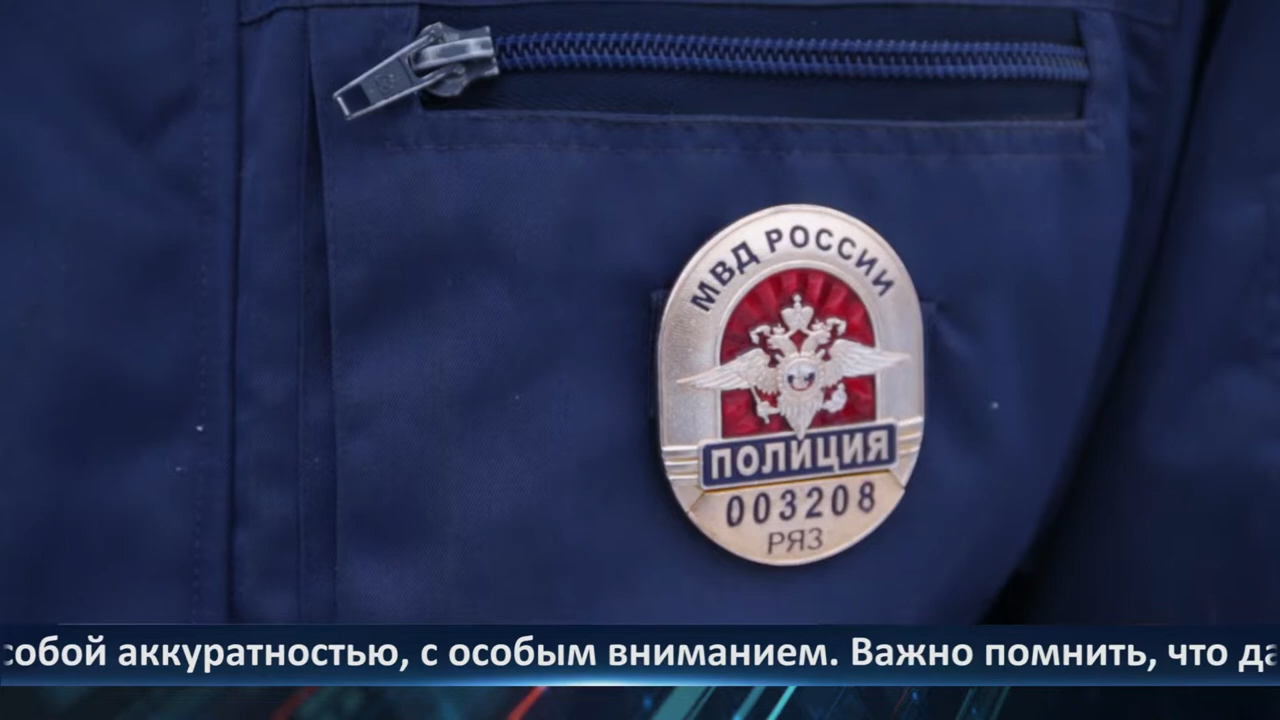 МВД РОССИИ
ПОЛИЦИЯ
003208
РЯЗ
собой аккуратностью, с особым вниманием. Важно помнить, что да